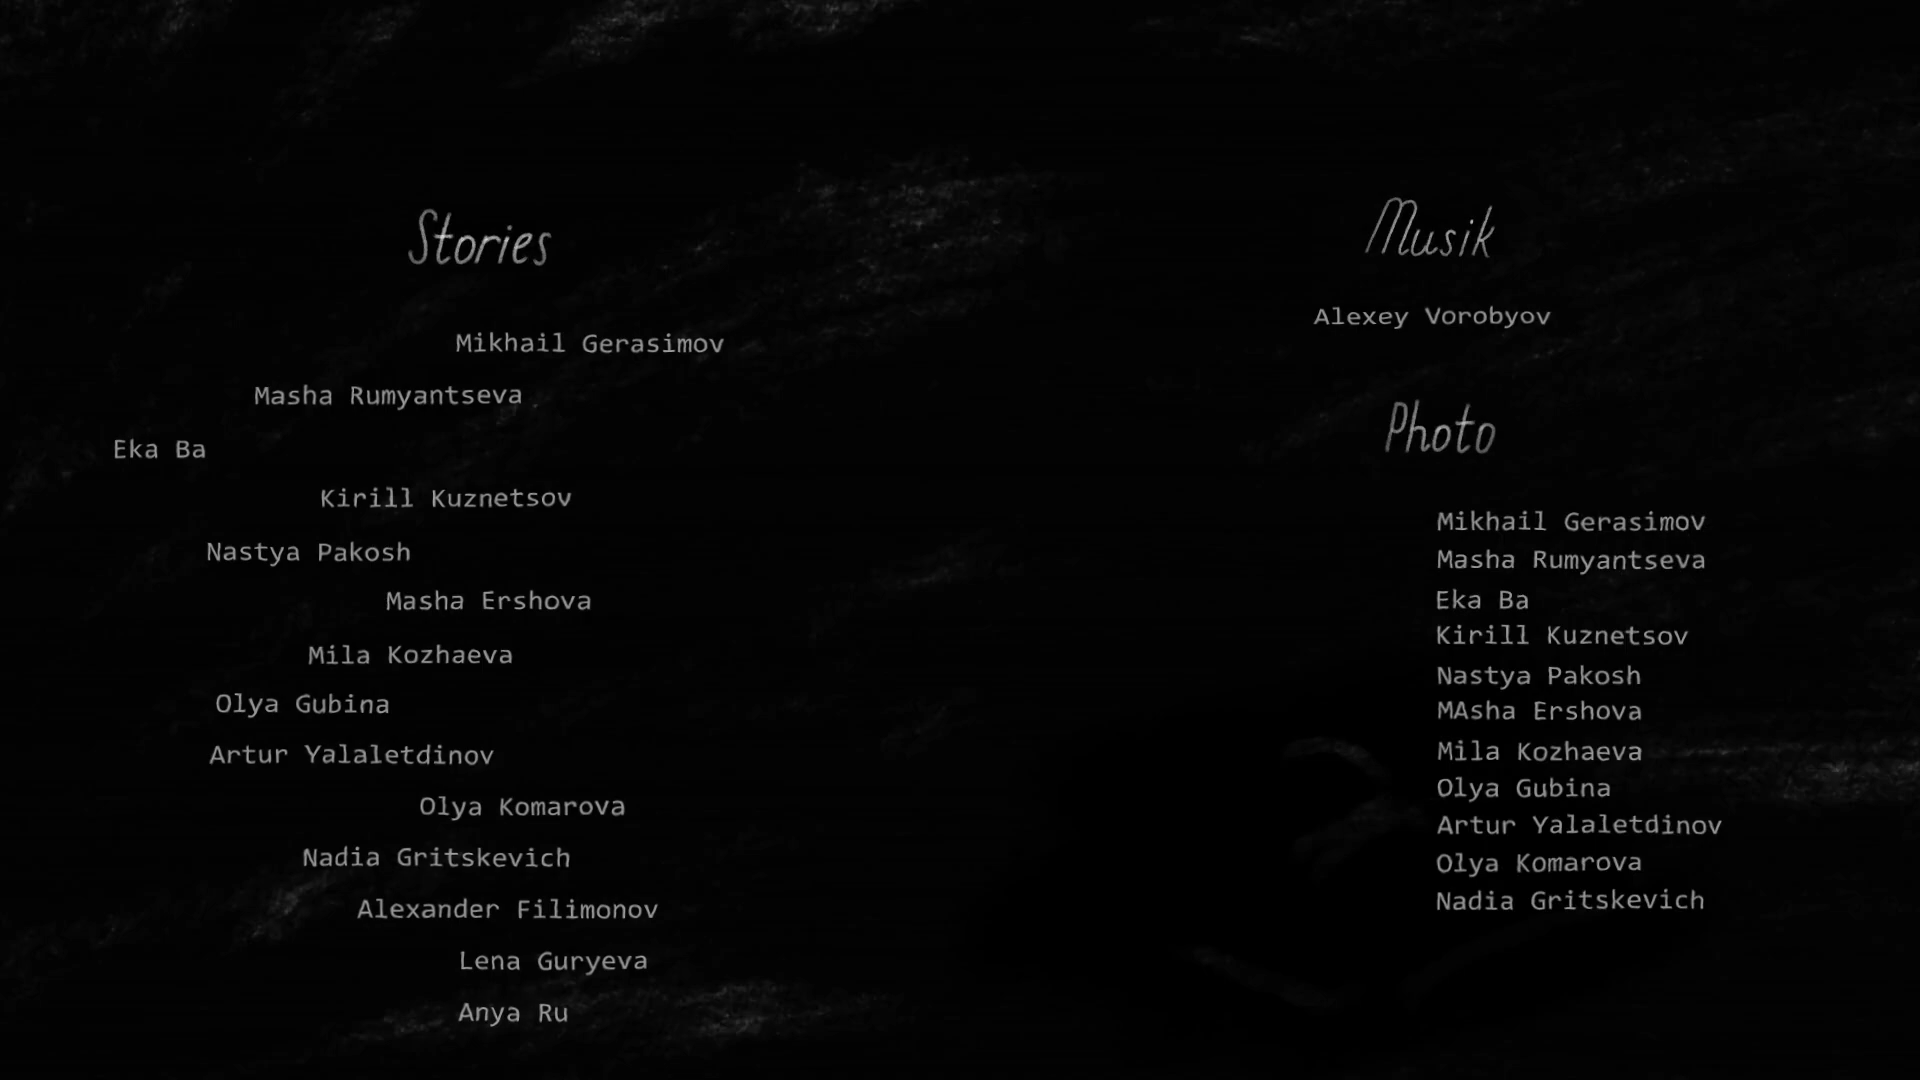 Stories
Mikhail Gerasimov
Masha Rumyantseva
Eka Ba
Kirill Kuznetsov
Nastya Pakosh
Masha Ershova
Mila Kozhaeva
Olya Gubina
Artur Yalaletdinov
Olya Komarova
Nadia Gritskevich
Alexander Filimonov
Lena Guryeva
Anya Ru
Musik
Alexey Vorobyov
Photo
Mikhail Gerasimov
Masha Rumyantseva
Eka Ba
Kirill Kuznetsov
Nastya Pakosh
MAsha Ershova
Mila Kozhaeva
Olya Gubina
Artur Yalaletdinov
Olya Komarova
Nadia Gritskevich